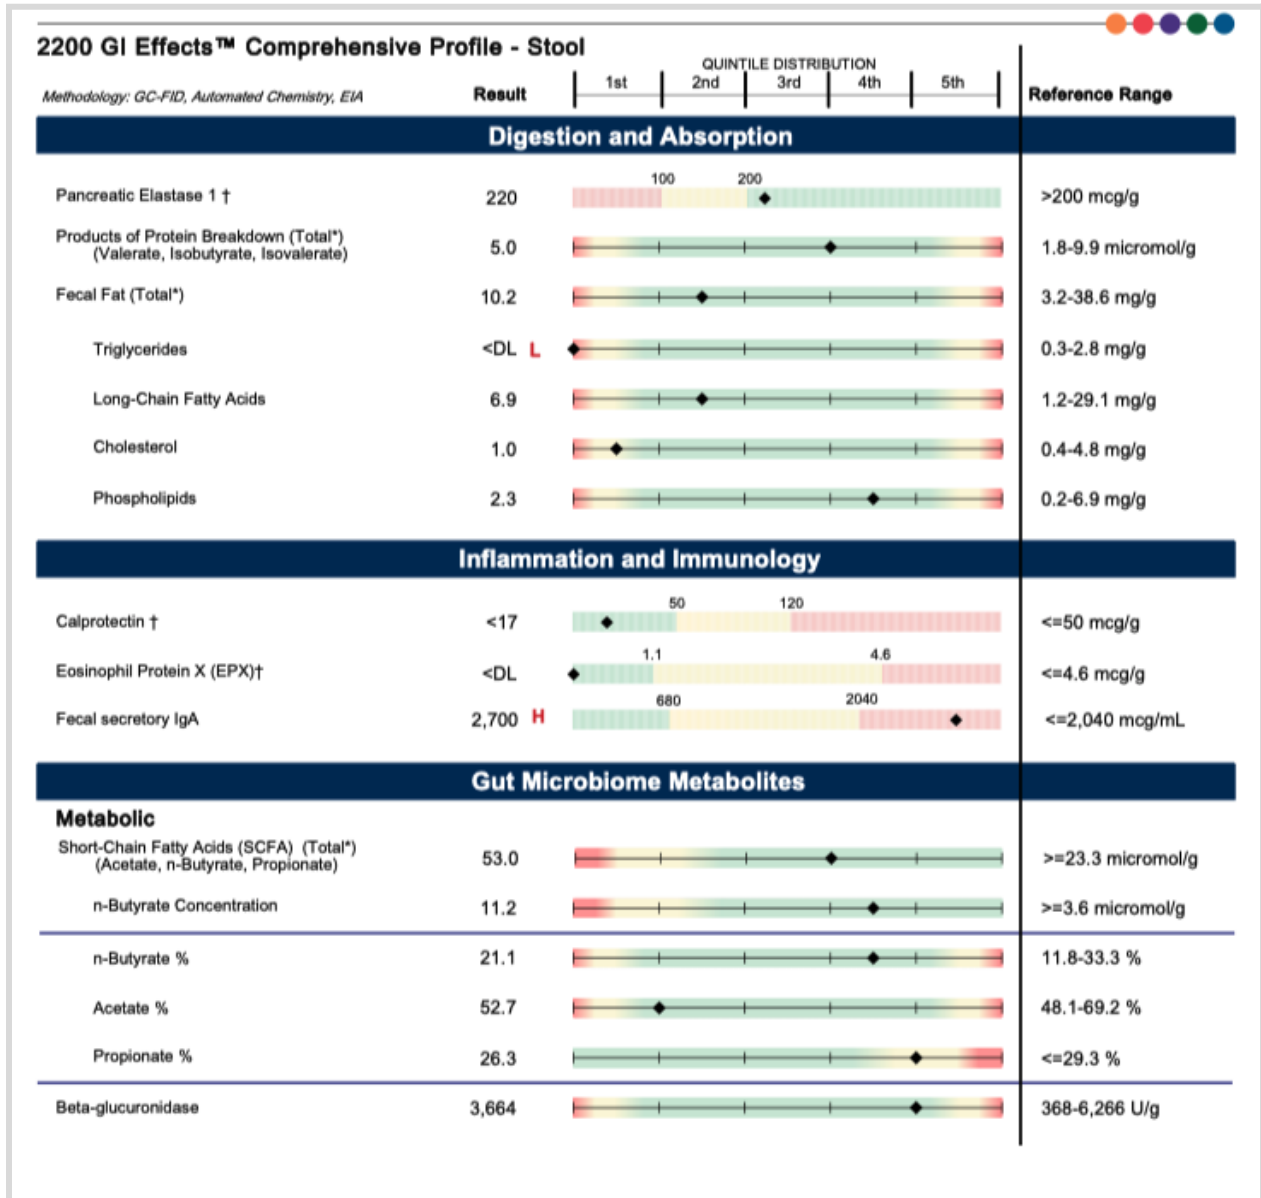 2200 GI Effects™ Comprehensive Profile - Stool
QUINTILE DISTRIBUTION
Methodology: GC-FID, Automated Chemistry, EIA Result 1st 2nd 3rd 4th 5th Reference Range
Digestion and Absorption
100 200
Pancreatic Elastase 1 † 220 >200 mcg/g
Products of Protein Breakdown (Total*)
(Valerate, Isobutyrate, Isovalerate) 5.0 1.8-9.9 micromol/g
Fecal Fat (Total*) 10.2 3.2-38.6 mg/g
Triglycerides <DL L 0.3-2.8 mg/g
Long-Chain Fatty Acids 6.9 1.2-29.1 mg/g
Cholesterol 1.0 0.4-4.8 mg/g
Phospholipids 2.3 0.2-6.9 mg/g
Inflammation and Immunology
50 120
Calprotectin † <17 <=50 mcg/g
1.1 4.6
Eosinophil Protein X (EPX)† <DL <=4.6 mcg/g
680 2040
Fecal secretory IgA 2,700 H <=2,040 mcg/mL
Gut Microbiome Metabolites
Metabolic
Short-Chain Fatty Acids (SCFA) (Total*)
(Acetate, n-Butyrate, Propionate) 53.0 >=23.3 micromol/g
n-Butyrate Concentration 11.2 >=3.6 micromol/g
n-Butyrate % 21.1 11.8-33.3 %
Acetate % 52.7 48.1-69.2 %
Propionate % 26.3 <=29.3 %
Beta-glucuronidase 3,664 368-6,266 U/g